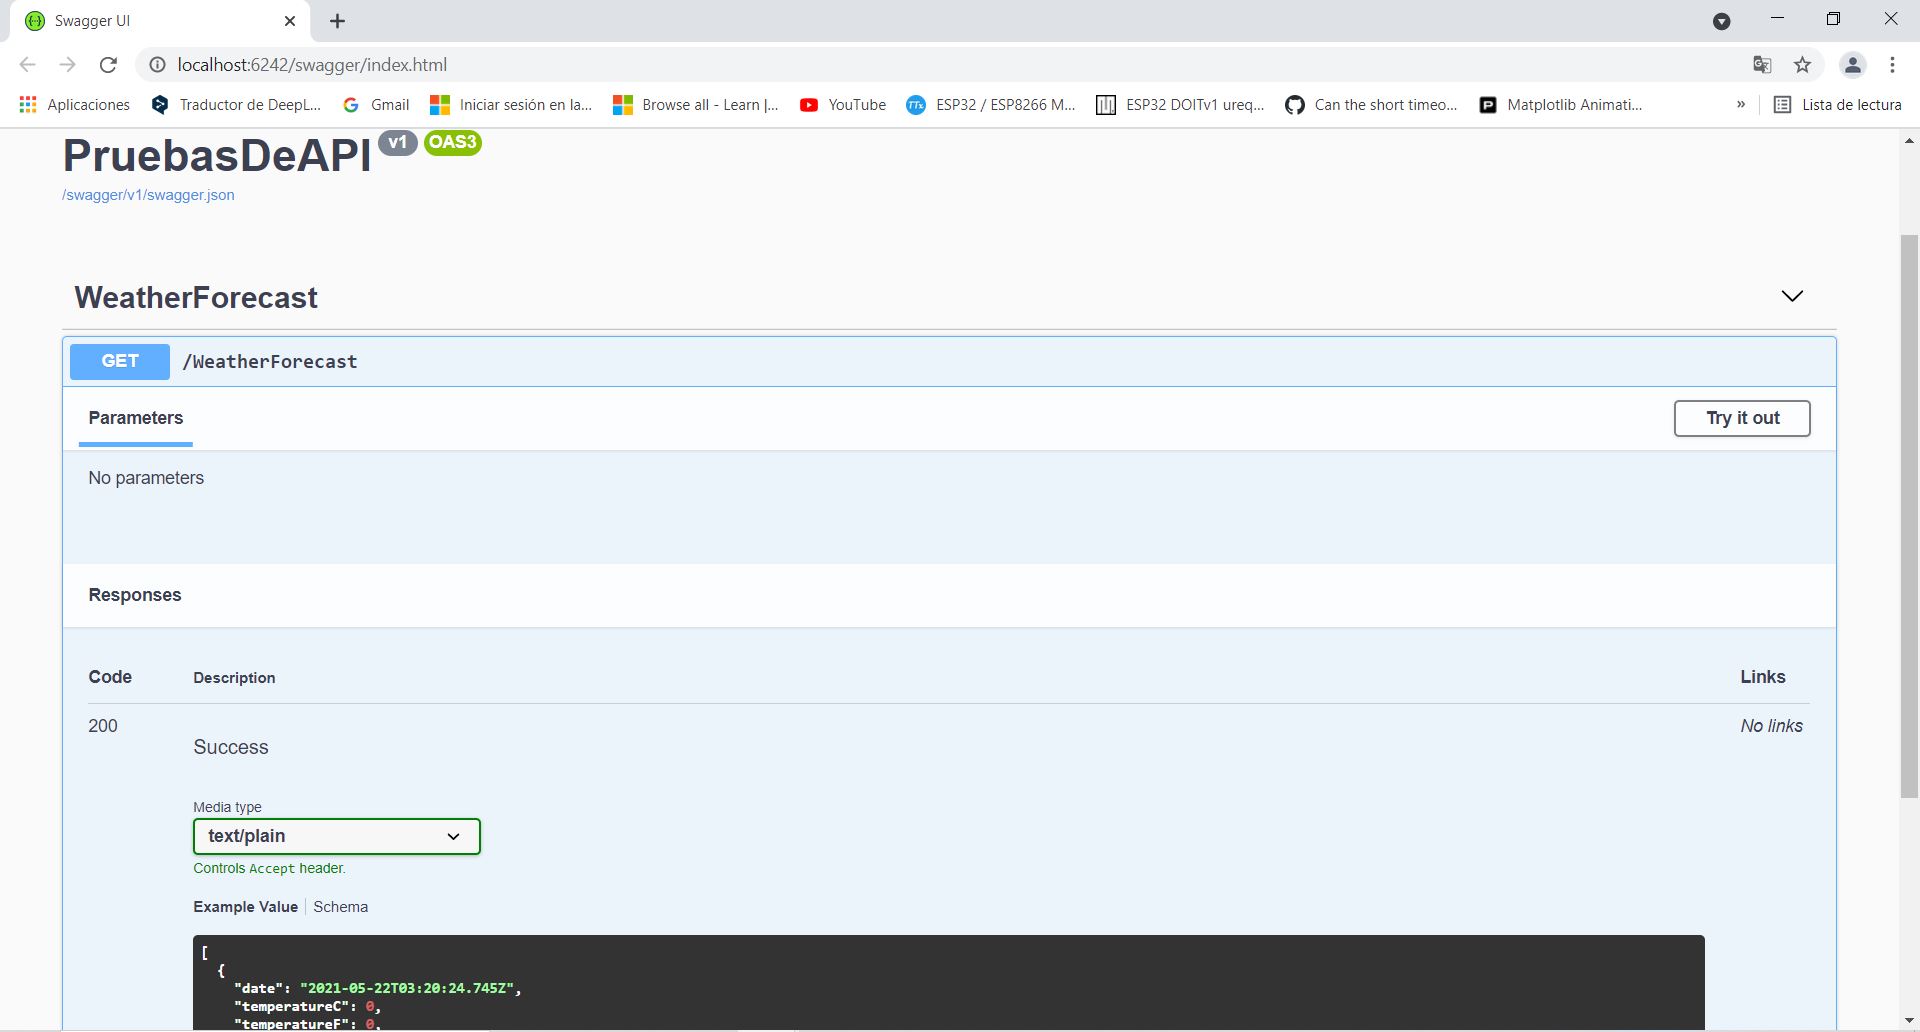 Swagger UI
localhost:6242/swagger/index.html
Aplicaciones Traductor de DeepL... Gmail Iniciar sesión en la... Browse all - Learn |... YouTube TTx ESP32 / ESP8266 M... ESP32 DOITv1 ureq... Can the short timeo... Matplotlib Animati... » Lista de lectura
PruebasDeAPI v1 OAS3
/swagger/v1/swagger.json
WeatherForecast
GET /WeatherForecast
Parameters Try it out
No parameters
Responses
Code Description Links
200 No links
Success
Media type
text/plain
Controls Accept header.
Example Value Schema
[
{
"date": "2021-05-22T03:20:24.745Z",
"temperatureC": 0,
"temperatureF": 0,